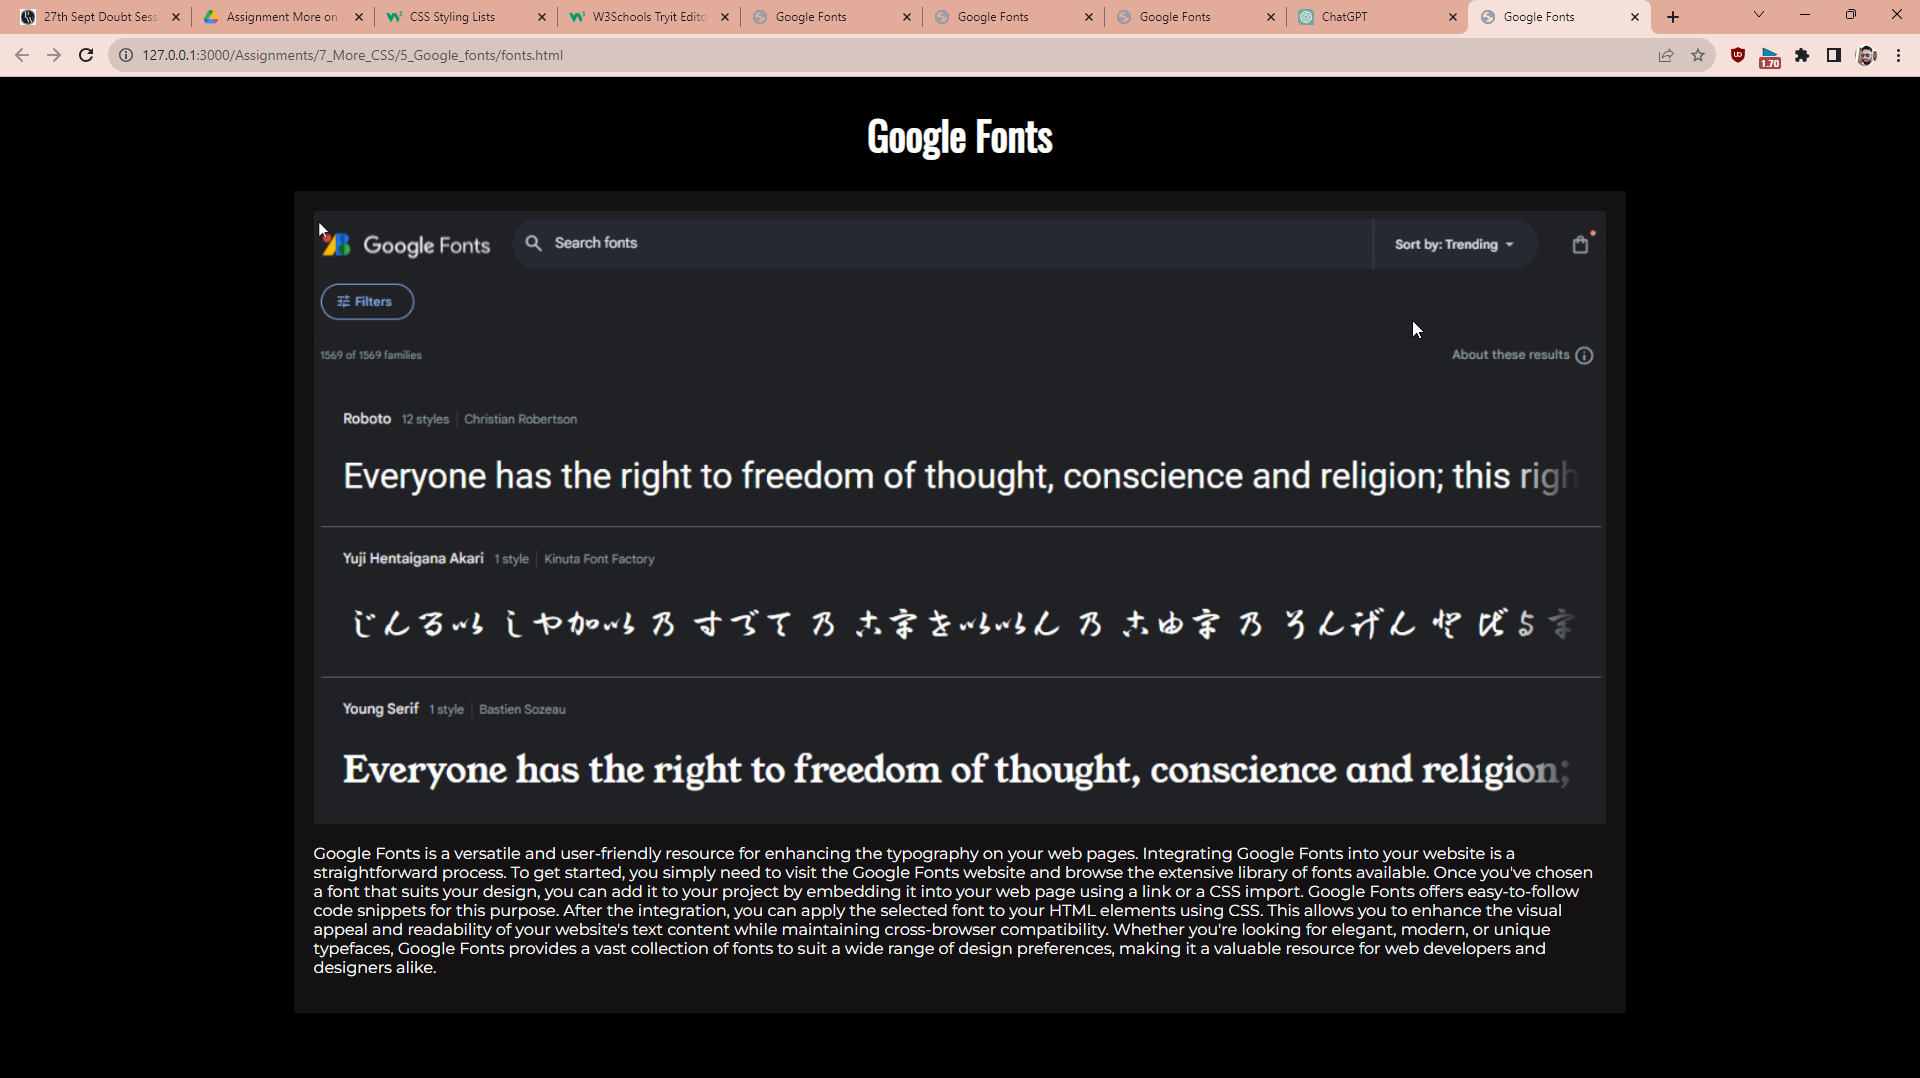 27th Sept Doubt Sess
Assignment More on
CSS Styling Lists
W3Schools Tryit Edito
Google Fonts
Google Fonts
Google Fonts
ChatGPT
Google Fonts
127.0.0.1:3000/Assignments/7_More_CSS/5_Google_fonts/fonts.html
1.70
Google Fonts
Google Fonts
Search fonts
Sort by: Trending
Filters
1569 of 1569 families
About these results
Roboto 12 styles Christian Robertson
Everyone has the right to freedom of thought, conscience and religion; this righ
Yuji Hentaigana Akari 1 style Kinuta Font Factory
Young Serif 1 style Bastien Sozeau
Everyone has the right to freedom of thought, conscience and religion;
Google Fonts is a versatile and user-friendly resource for enhancing the typography on your web pages. Integrating Google Fonts into your website is a
straightforward process. To get started, you simply need to visit the Google Fonts website and browse the extensive library of fonts available. Once you've chosen
a font that suits your design, you can add it to your project by embedding it into your web page using a link or a CSS import. Google Fonts offers easy-to-follow
code snippets for this purpose. After the integration, you can apply the selected font to your HTML elements using CSS. This allows you to enhance the visual
appeal and readability of your website's text content while maintaining cross-browser compatibility. Whether you're looking for elegant, modern, or unique
typefaces, Google Fonts provides a vast collection of fonts to suit a wide range of design preferences, making it a valuable resource for web developers and
designers alike.